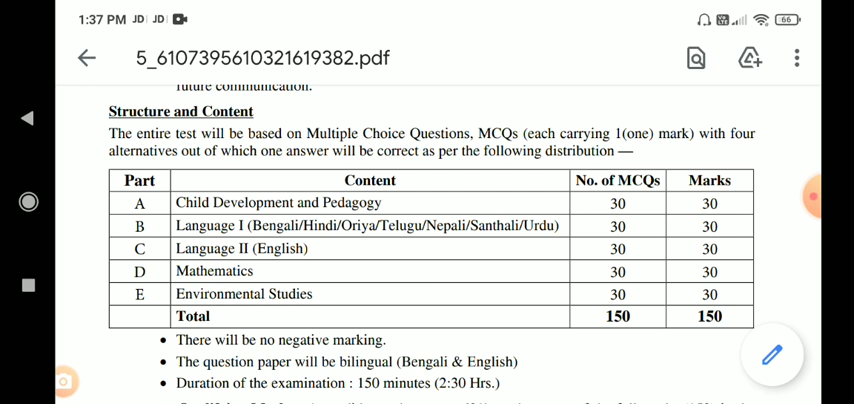 1:37 PM JD JD
66
5_6107395610321619382.pdf
future communication.
Structure and Content
The entire test will be based on Multiple Choice Questions, MCQs (each carrying 1(one) mark) with four
alternatives out of which one answer will be correct as per the following distribution —
Part Content No. of MCQs Marks
A Child Development and Pedagogy 30 30
B Language I (Bengali/Hindi/Oriya/Telugu/Nepali/Santhali/Urdu) 30 30
C Language II (English) 30 30
D Mathematics 30 30
E Environmental Studies 30 30
Total 150 150
• There will be no negative marking.
• The question paper will be bilingual (Bengali & English)
• Duration of the examination : 150 minutes (2:30 Hrs.)